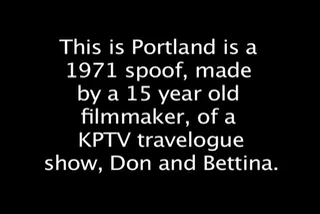 This is Portland is a
1971 spoof, made
by a 15 year old
filmmaker, of a
KPTV travelogue
show, Don and Bettina.